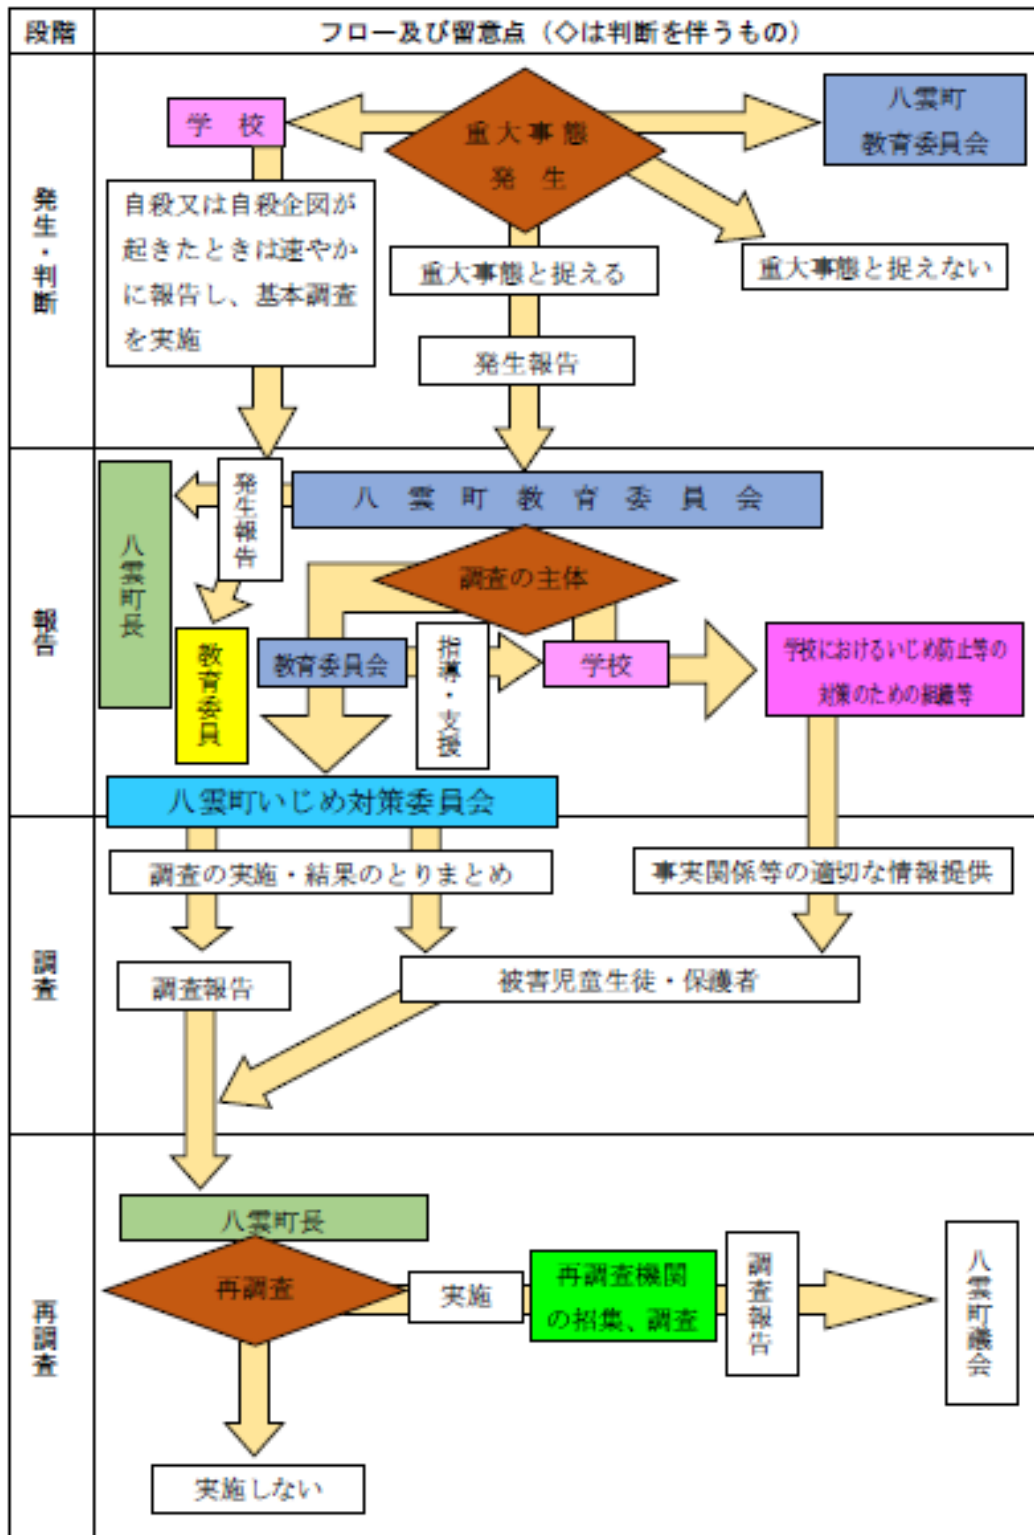 段階
フロー及び留意点（◇は判断を伴うもの）
発生・判断
学　校
重大事態
発　生
八雲町
教育委員会
自殺又は自殺企図が
起きたときは速やか
に報告し、基本調査
を実施
重大事態と捉える
重大事態と捉えない
発生報告
報告
八雲町長
発生報告
八　雲　町　教　育　委　員　会
調査の主体
教育委員
教育委員会
指導・支援
学校
学校におけるいじめ防止等の
対策のための組織等
八雲町いじめ対策委員会
調査
調査の実施・結果のとりまとめ
事実関係等の適切な情報提供
調査報告
被害児童生徒・保護者
再調査
八雲町長
再調査
実施
再調査機関
の招集、調査
調査報告
八雲町議会
実施しない